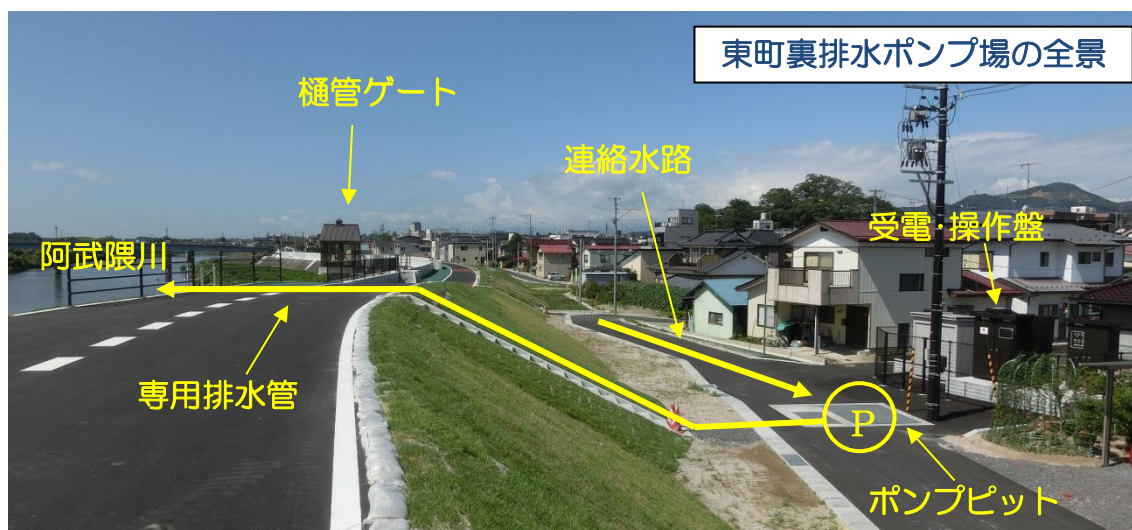 東町裏排水ポンプ場の全景
樋管ゲート
連絡水路
受電・操作盤
阿武隈川
専用排水管
P
ポンプピット